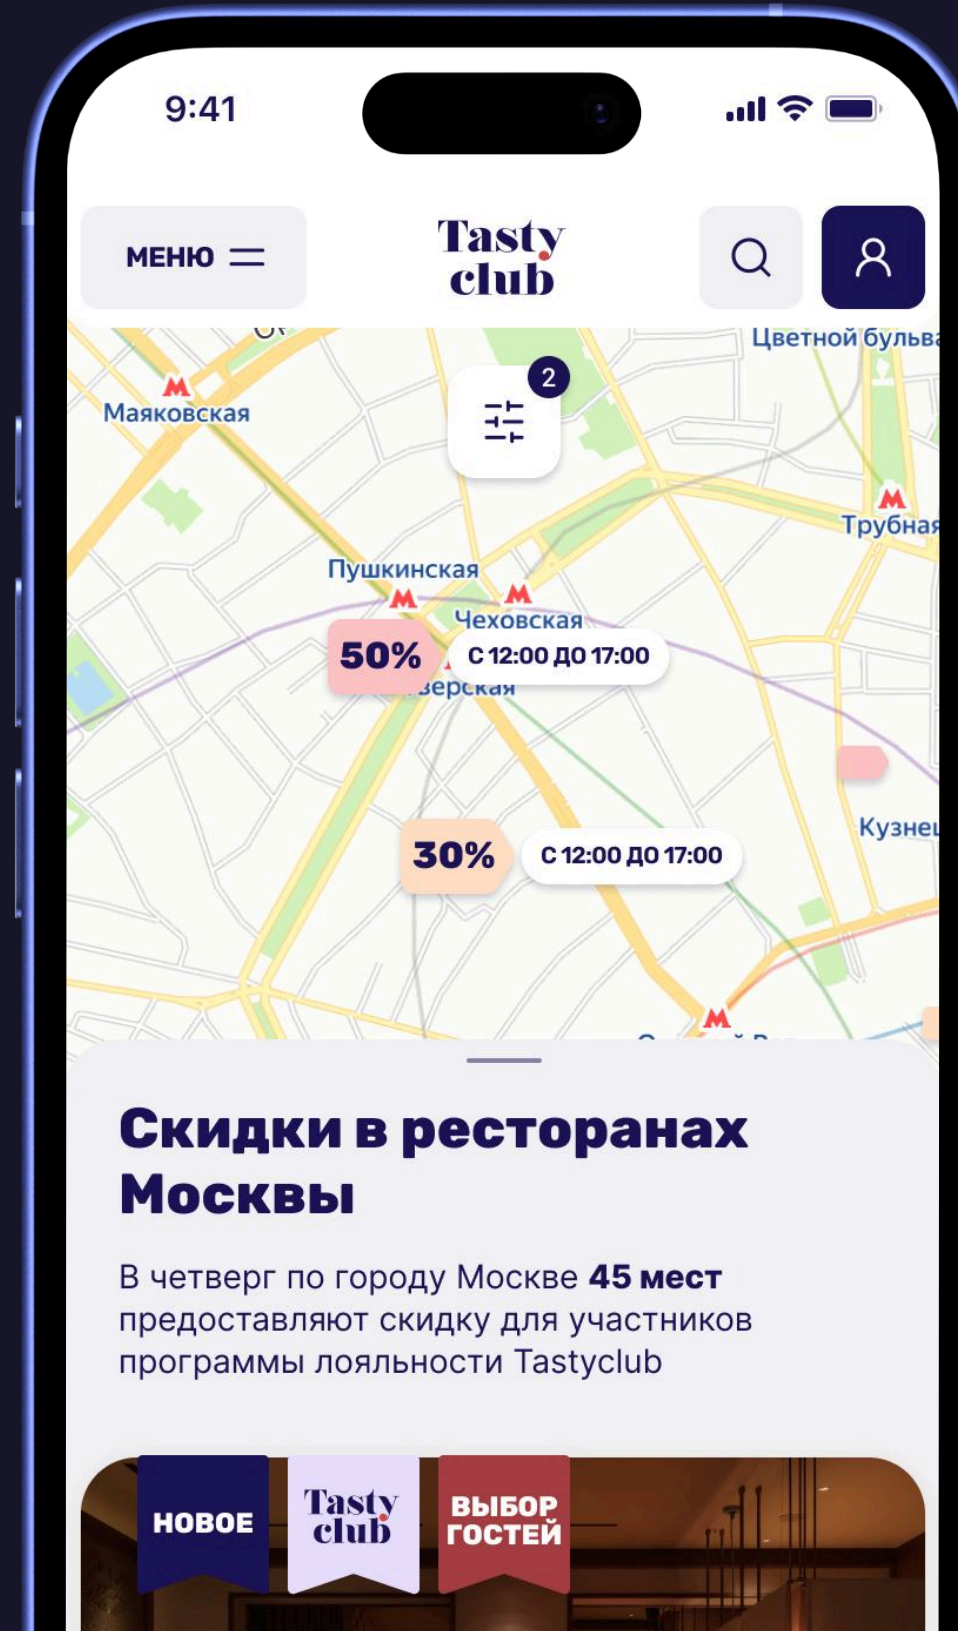 9:41
МЕНЮ
Tasty
club
Цветной бульва
2
Маяковская
Трубная
Пушкинская
Чеховская
50%
С 12:00 ДО 17:00
верская
Кузнец
30%
С 12:00 ДО 17:00
Скидки в ресторанах
Москвы
В четверг по городу Москве 45 мест
предоставляют скидку для участников
программы лояльности Tastyclub
НОВОЕ
Tasty
club
ВЫБОР
ГОСТЕЙ